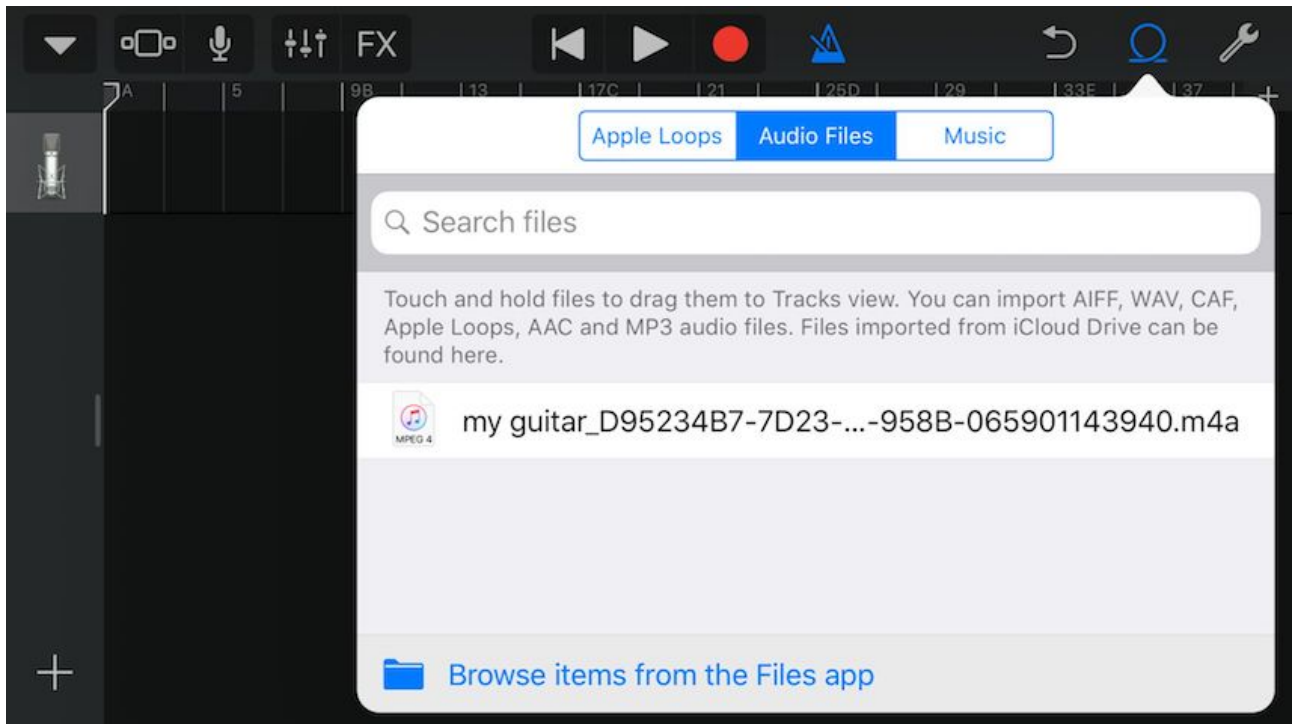 FX
A 5 9B 13 17C 21 25D 29 33E 37
Apple Loops Audio Files Music
Search files
Touch and hold files to drag them to Tracks view. You can import AIFF, WAV, CAF,
Apple Loops, AAC and MP3 audio files. Files imported from iCloud Drive can be
found here.
MPEG 4
my guitar_D95234B7-7D23-...-958B-065901143940.m4a
Browse items from the Files app